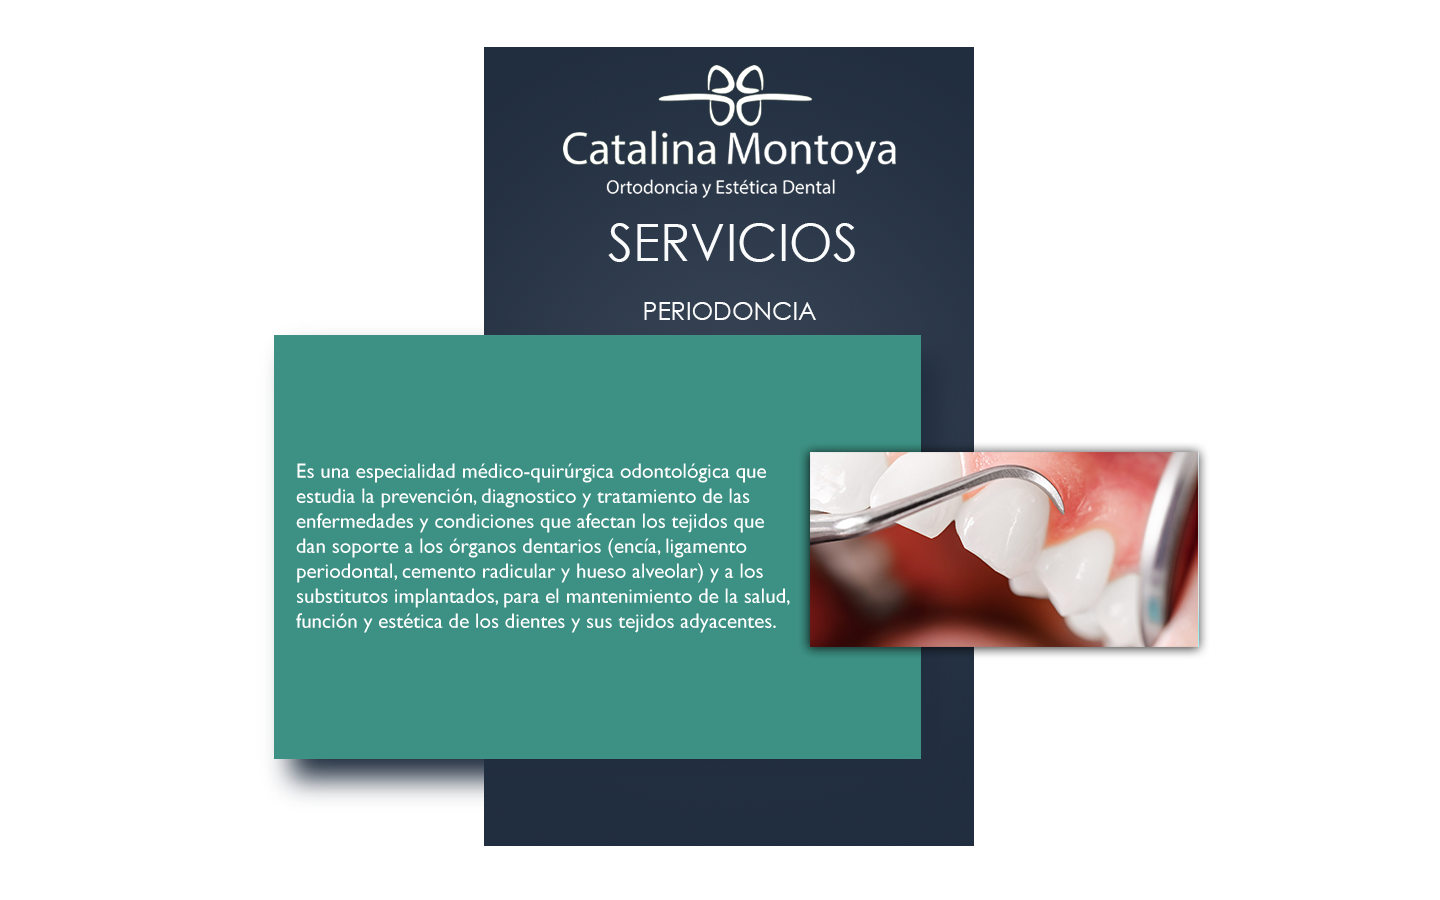 Catalina Montoya
Ortodoncia y Estética Dental
SERVICIOS
PERIODONCIA
Es una especialidad médico-quirúrgica odontológica que
estudia la prevención, diagnostico y tratamiento de las
enfermedades y condiciones que afectan los tejidos que
dan soporte a los órganos dentarios (encía, ligamento
periodontal, cemento radicular y hueso alveolar) y a los
substitutos implantados, para el mantenimiento de la salud,
función y estética de los dientes y sus tejidos adyacentes.